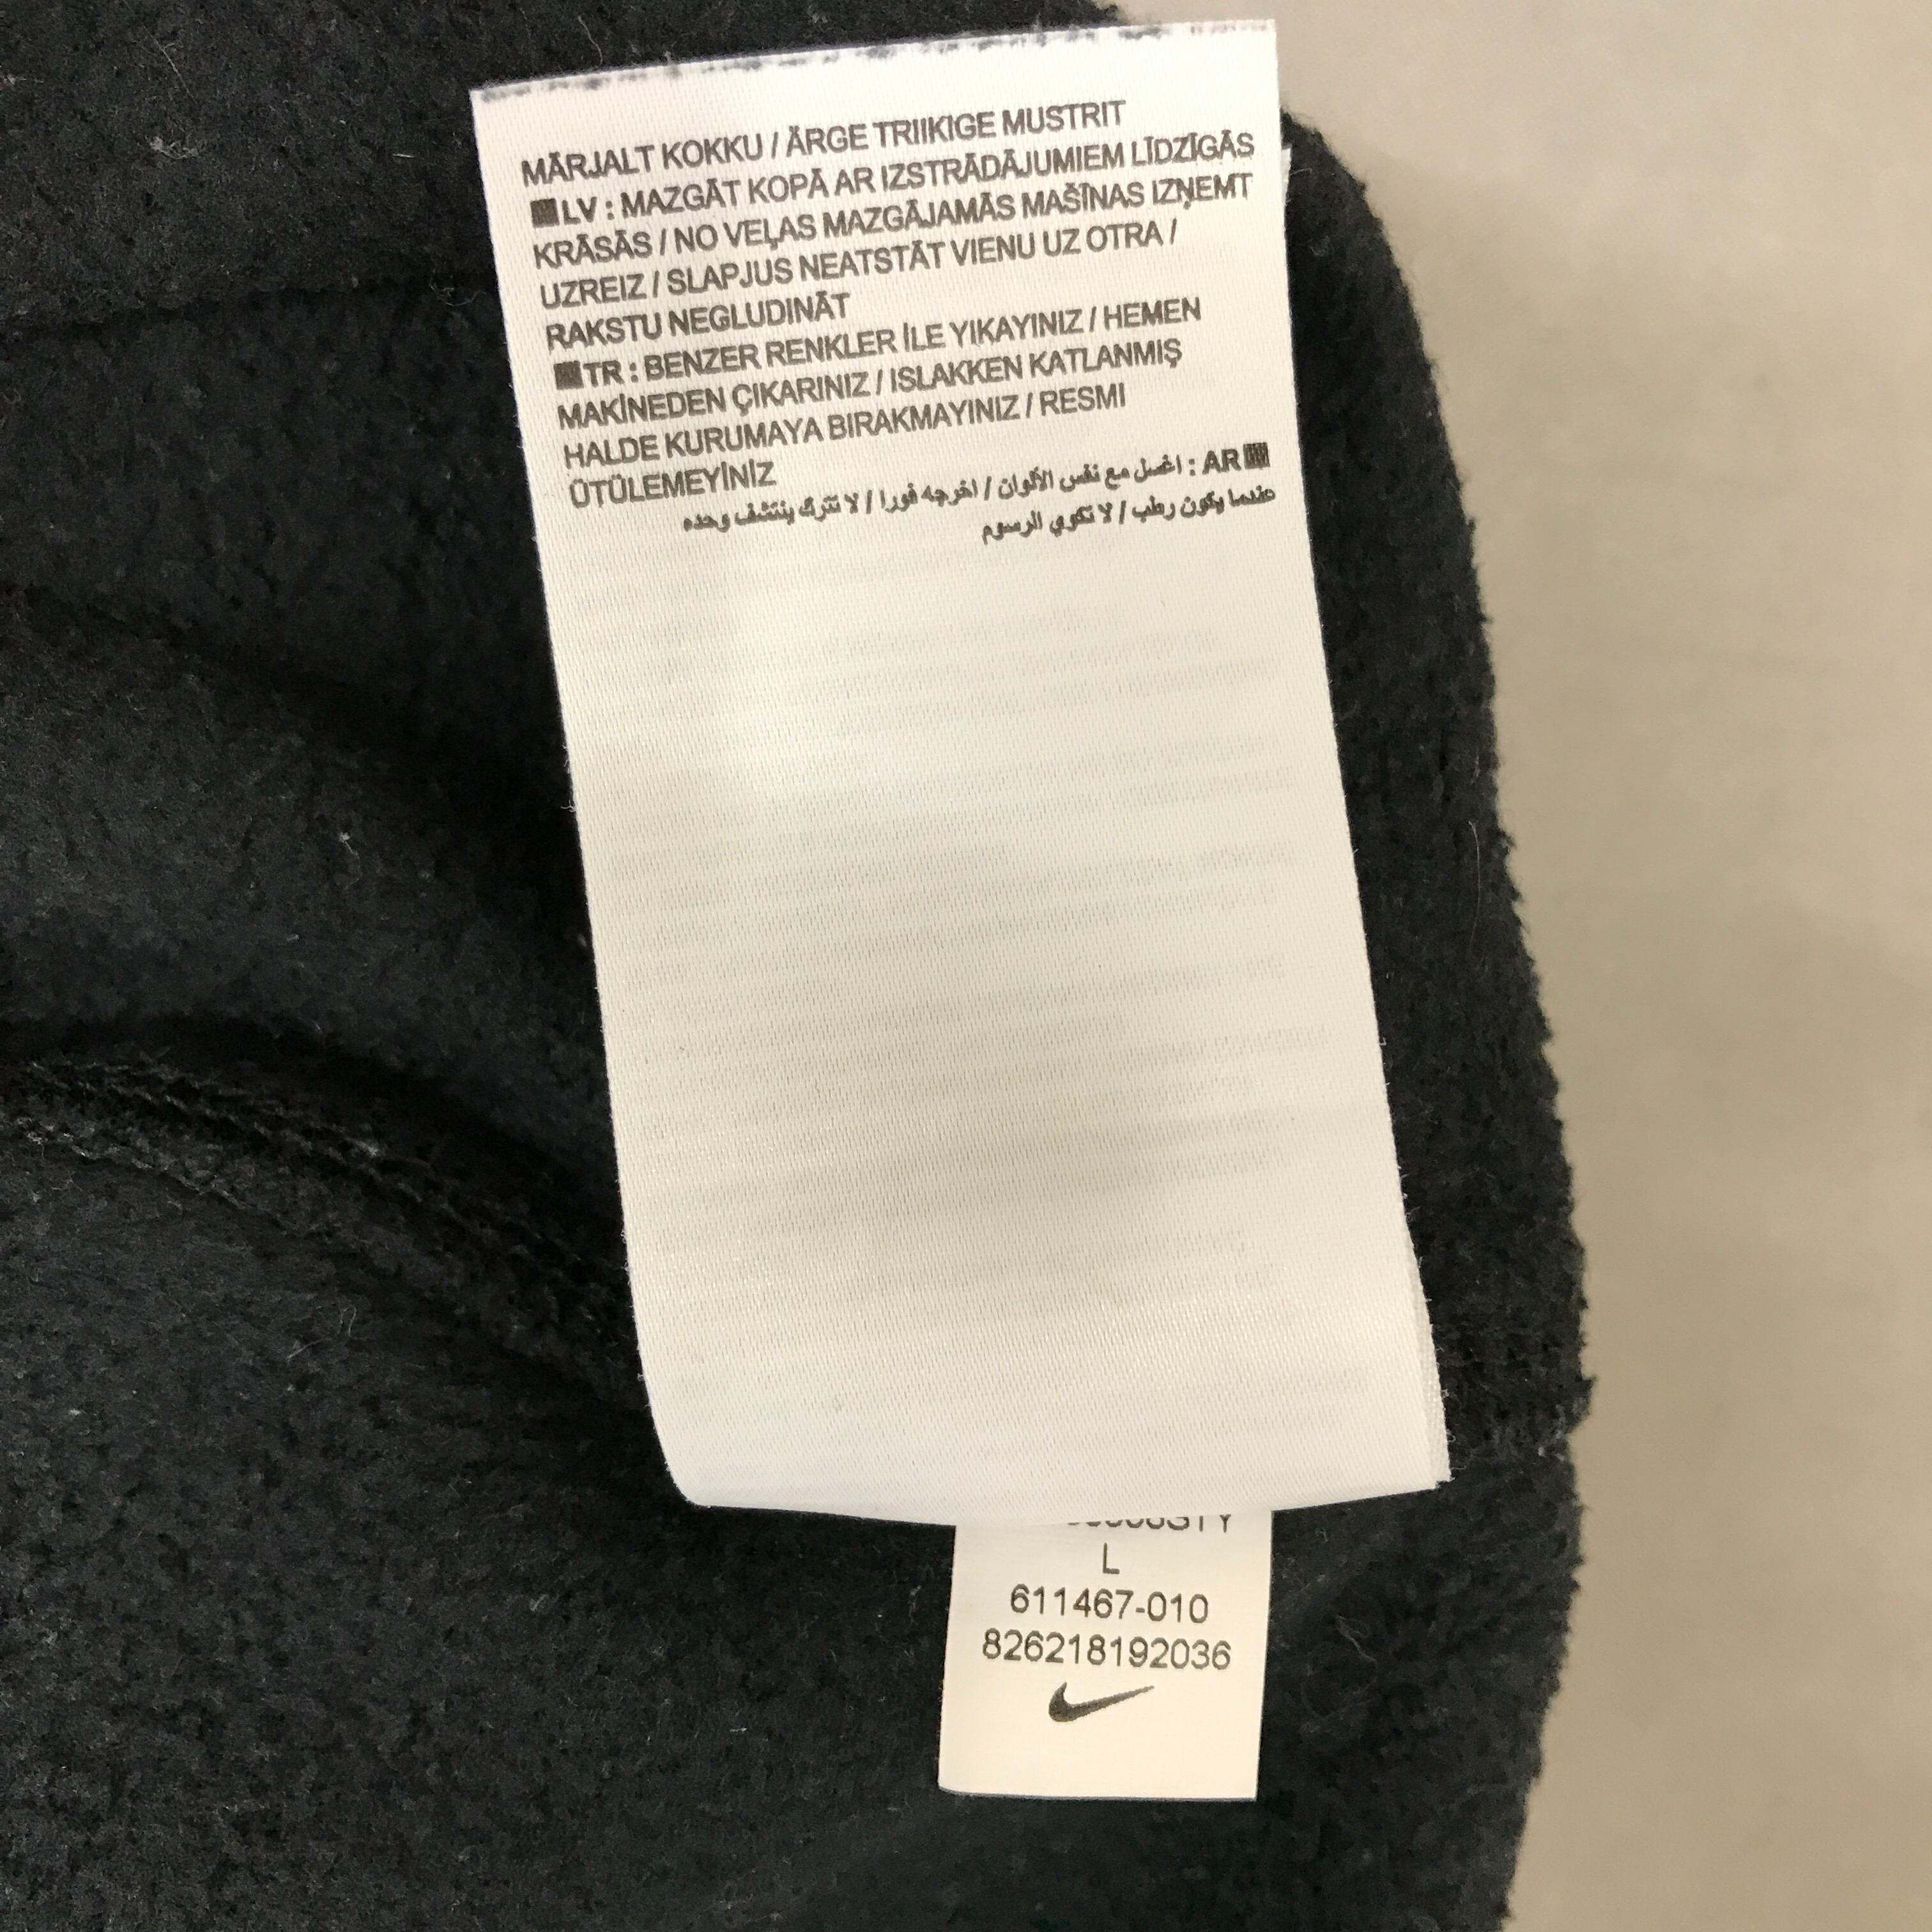 MÄRJALT KOKKU / ÄRGE TRIIKIGE MUSTRIT
LV : MAZGĀT KOPĀ AR IZSTRĀDĀJUMIEM LĪDZĪGĀS
KRĀSĀS / NO VEĻAS MAZGĀJAMĀS MAŠĪNAS IZŅEMT
UZREIZ / SLAPJUS NEATSTĀT VIENU UZ OTRA /
RAKSTU NEGLUDINĀT
TR : BENZER RENKLER İLE YIKAYINIZ / HEMEN
MAKİNEDEN ÇIKARINIZ / ISLAKKEN KATLANMIŞ
HALDE KURUMAYA BIRAKMAYINIZ / RESMI
ÜTÜLEMEYİNİZ
AR : اغسل مع نفس الألوان / اخرجه فورا / لا تترك ينتشف وحده
عندما يكون رطب / لا تكوي الرسوم
L
611467-010
826218192036